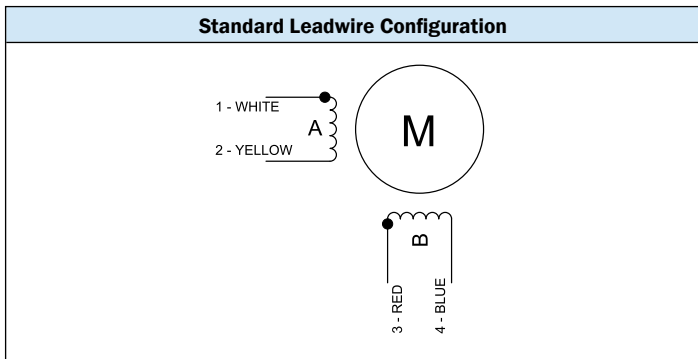 Standard Leadwire Configuration
1 - WHITE
A
2 - YELLOW
M
B
3 - RED
4 - BLUE